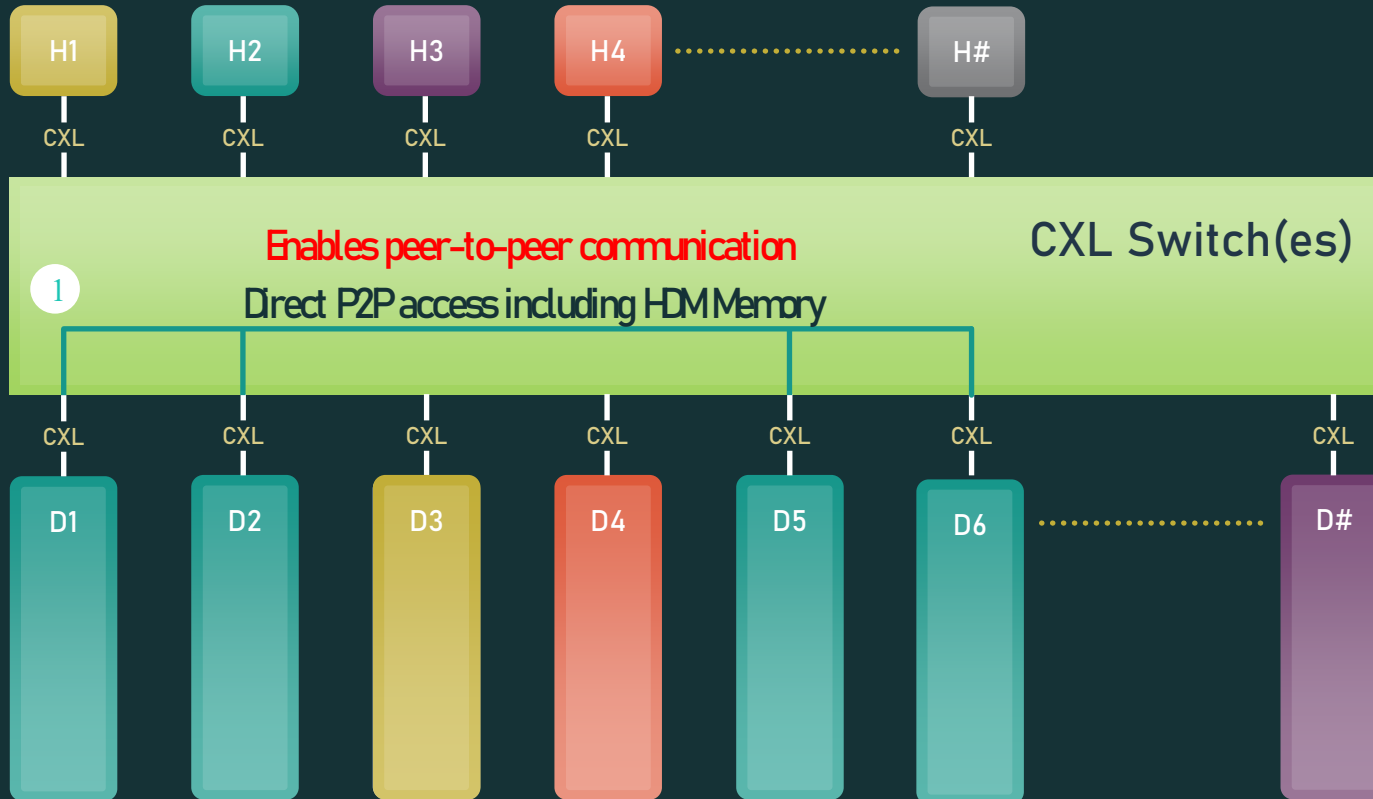 H1 H2 H3 H4 H#
CXL CXL CXL CXL CXL
Enables peer-to-peer communication
CXL Switch(es)
1
Direct P2P access including HDM Memory
CXL CXL CXL CXL CXL CXL CXL
D1 D2 D3 D4 D5 D6 D#